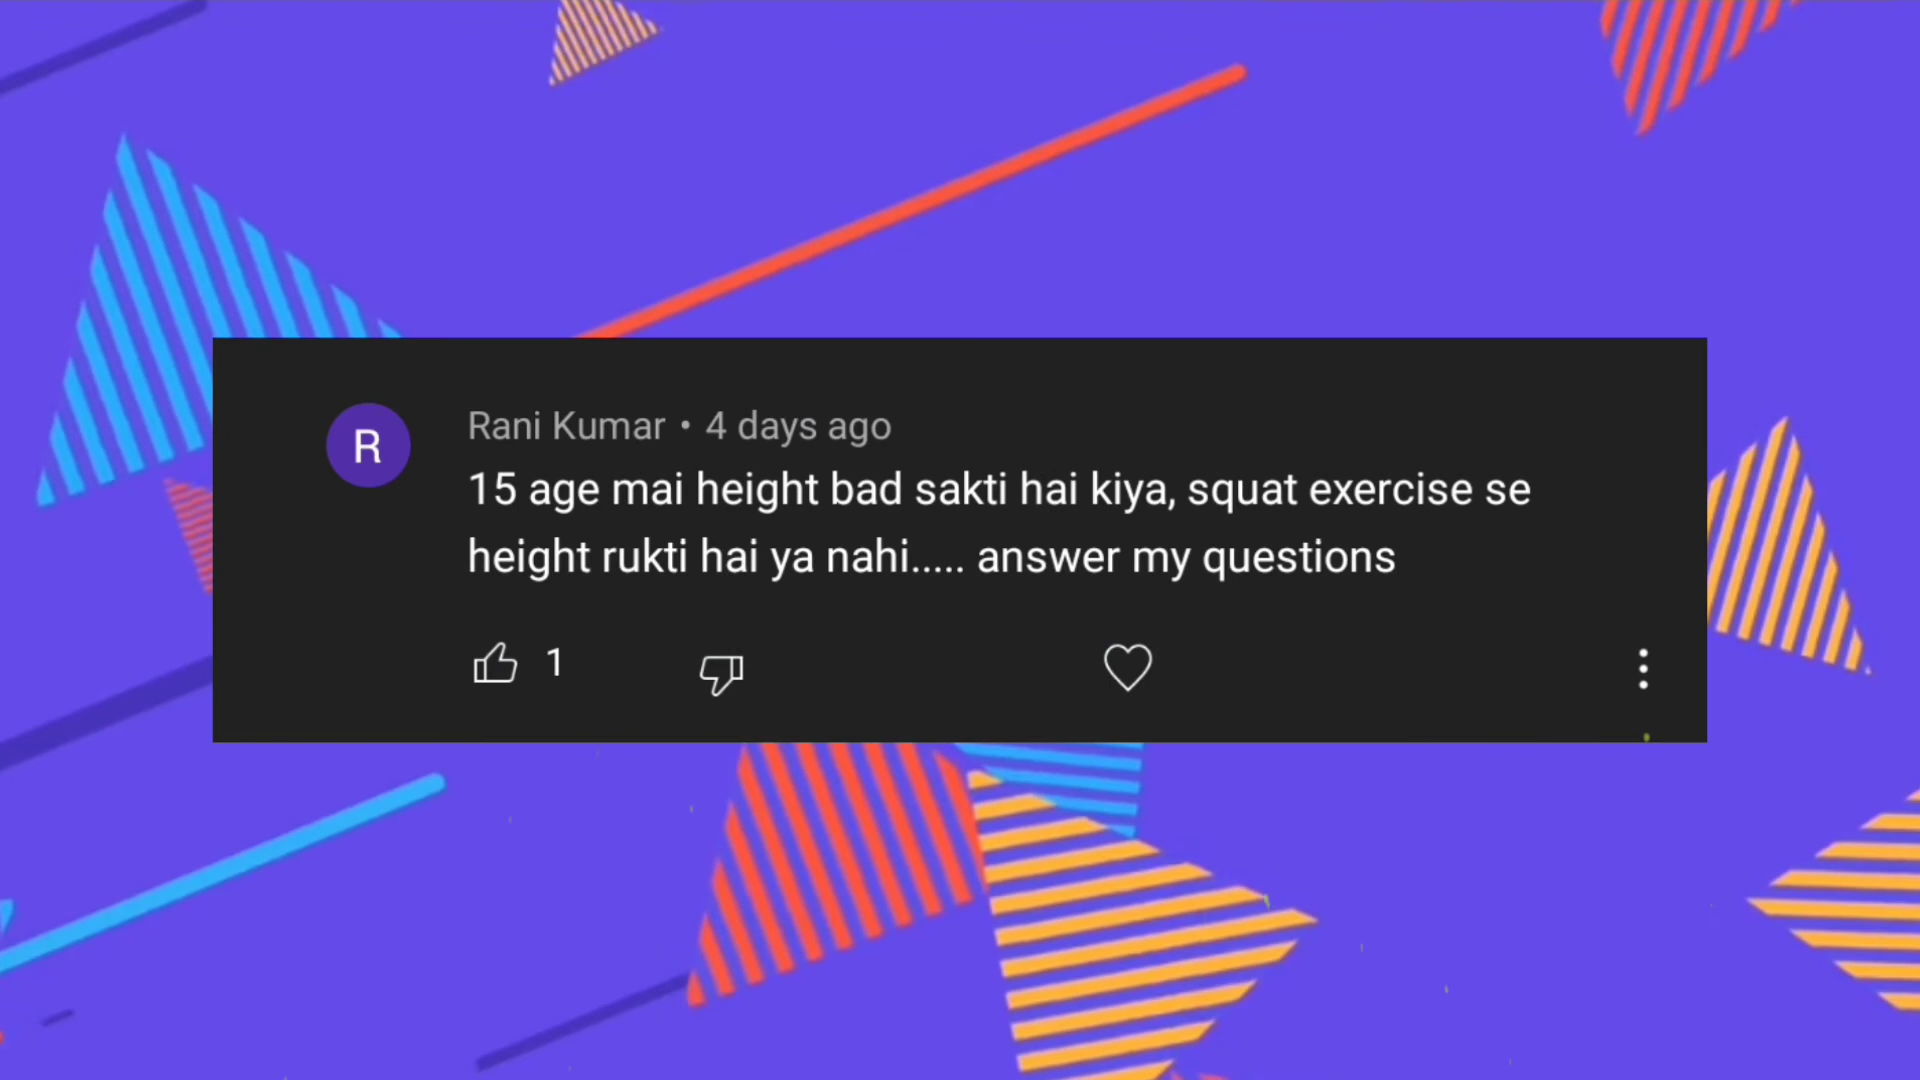 R
Rani Kumar • 4 days ago
15 age mai height bad sakti hai kiya, squat exercise se
height rukti hai ya nahi..... answer my questions
1